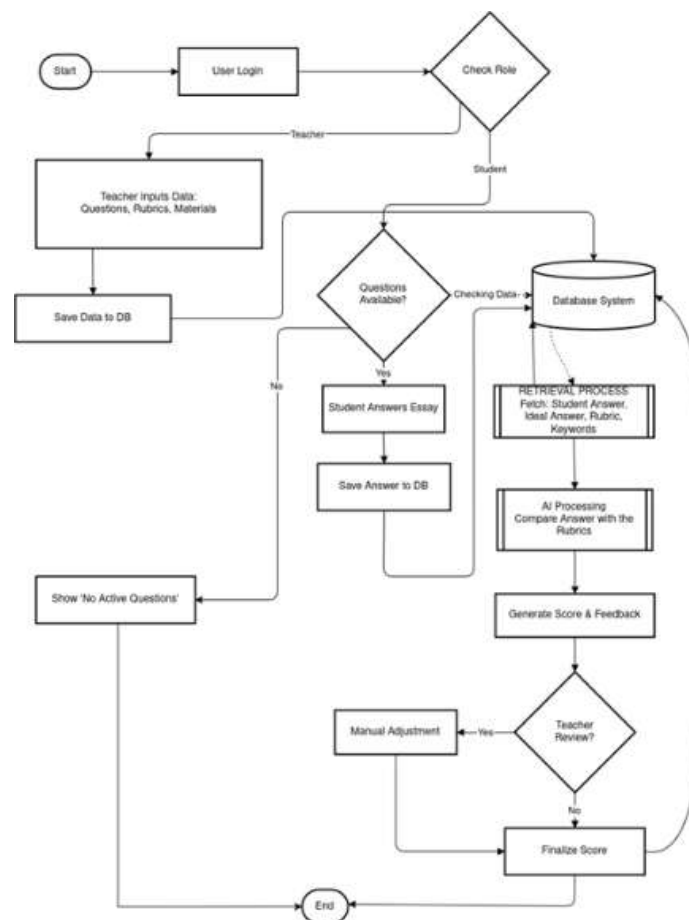 Start
User Login
Check Role
Teacher
Student
Teacher Inputs Data:
Questions, Rubrics, Materials
Save Data to DB
Questions
Available?
Checking Data
Database System
No
Yes
Student Answers Essay
Save Answer to DB
RETRIEVAL PROCESS
Fetch: Student Answer,
Ideal Answer, Rubric,
Keywords
AI Processing
Compare Answer with the
Rubrics
Show 'No Active Questions'
Generate Score & Feedback
Teacher
Review?
Yes
Manual Adjustment
No
Finalize Score
End